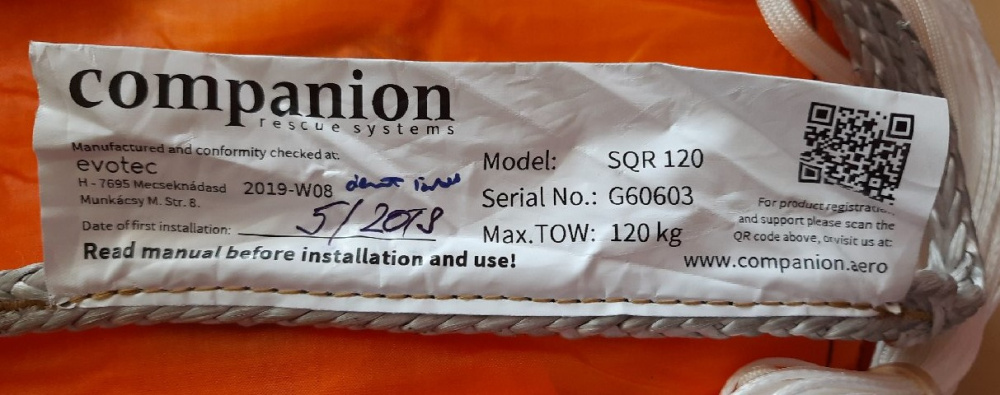 companion
rescue systems
Manufactured and conformity checked at:
evotec
H - 7695 Mecseknádasd
Munkácsy M. Str. 8.
2019-W08
Date of first installation: 5/2019
Read manual before installation and use!
Model: SQR 120
Serial No.: G60603
Max.TOW: 120 kg
For product registration
and support please scan the
QR code above, or visit us at:
www.companion.aero